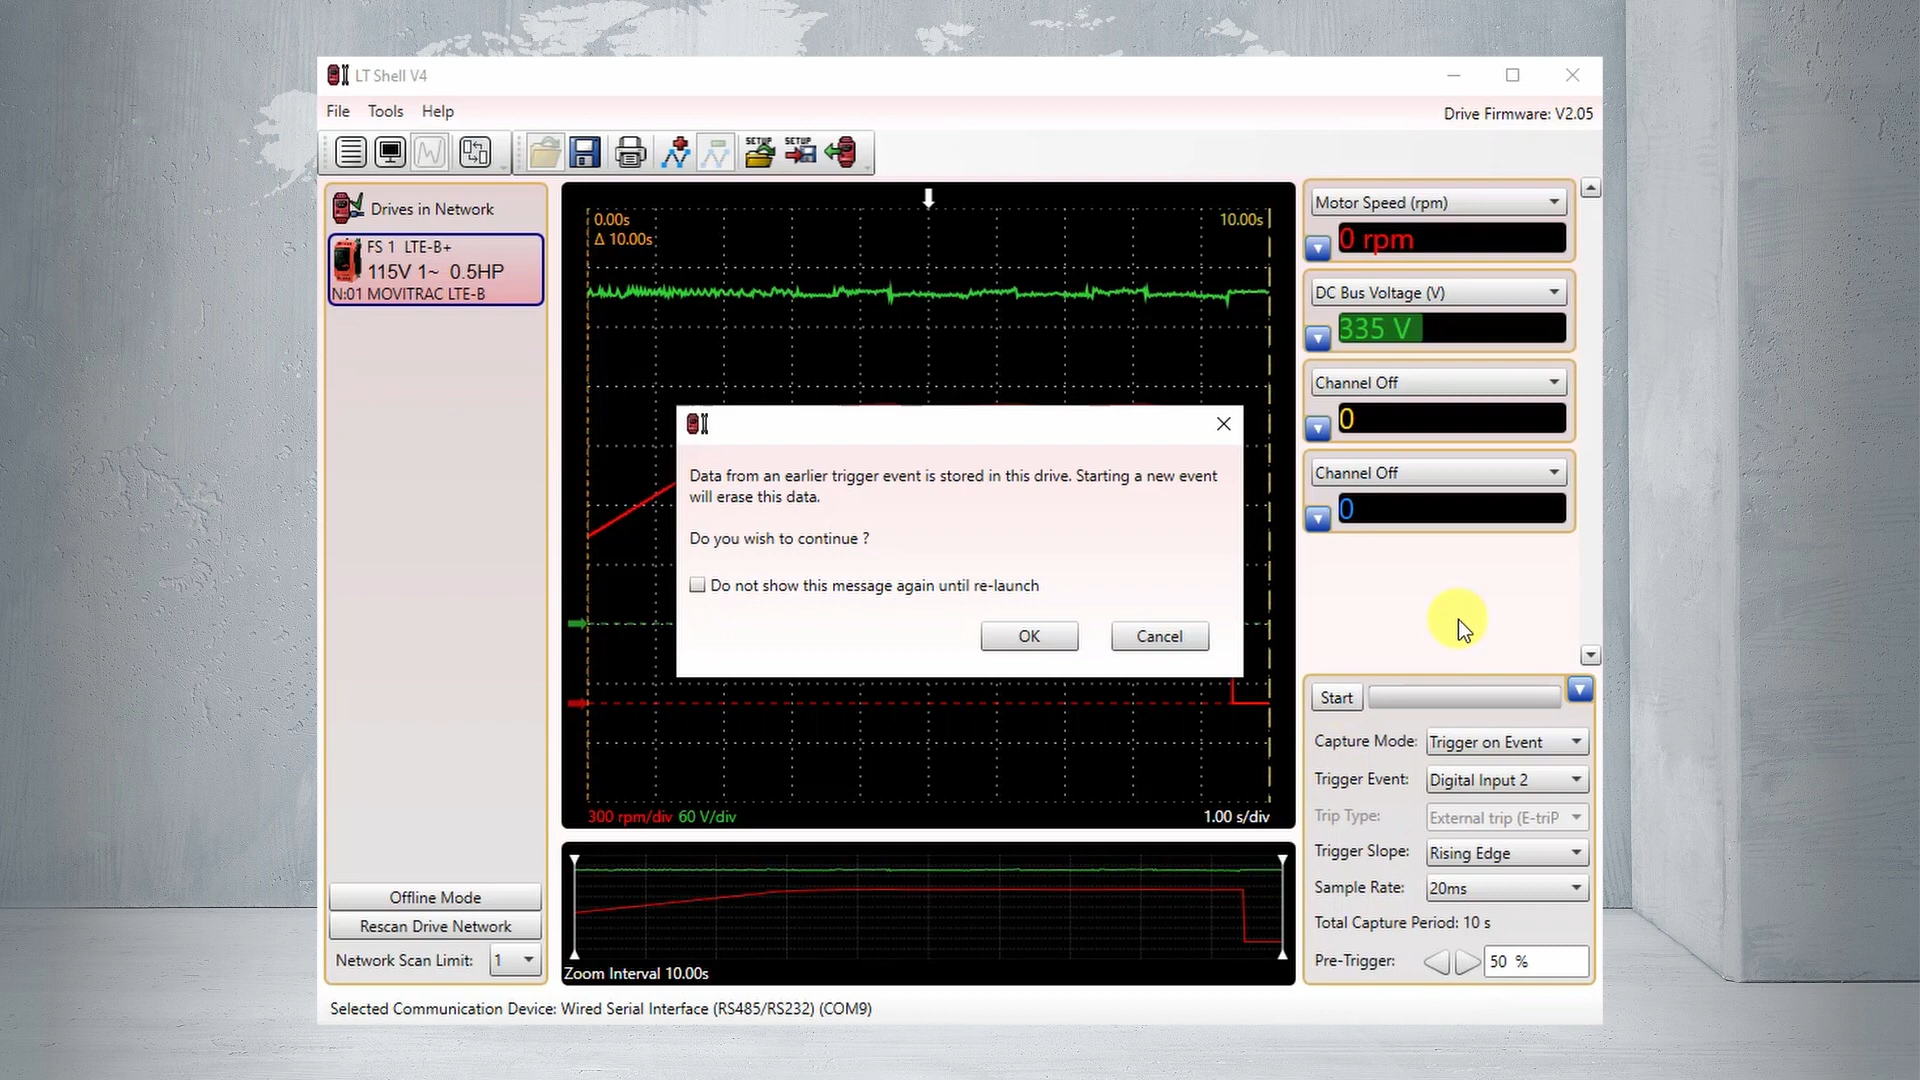 LT Shell V4
File Tools Help
Drive Firmware: V2.05
SETUP SETUP
Drives in Network
FS 1 LTE-B+
115V 1~ 0.5HP
N:01 MOVITRAC LTE-B
Offline Mode
Rescan Drive Network
Network Scan Limit: 1
0.00s
Δ 10.00s
10.00s
300 rpm/div 60 V/div
1.00 s/div
Zoom Interval 10.00s
Data from an earlier trigger event is stored in this drive. Starting a new event
will erase this data.
Do you wish to continue ?
Do not show this message again until re-launch
OK Cancel
Motor Speed (rpm)
0 rpm
DC Bus Voltage (V)
335 V
Channel Off
0
Channel Off
0
Start
Capture Mode: Trigger on Event
Trigger Event: Digital Input 2
Trip Type: External trip (E-triP
Trigger Slope: Rising Edge
Sample Rate: 20ms
Total Capture Period: 10 s
Pre-Trigger: 50 %
Selected Communication Device: Wired Serial Interface (RS485/RS232) (COM9)